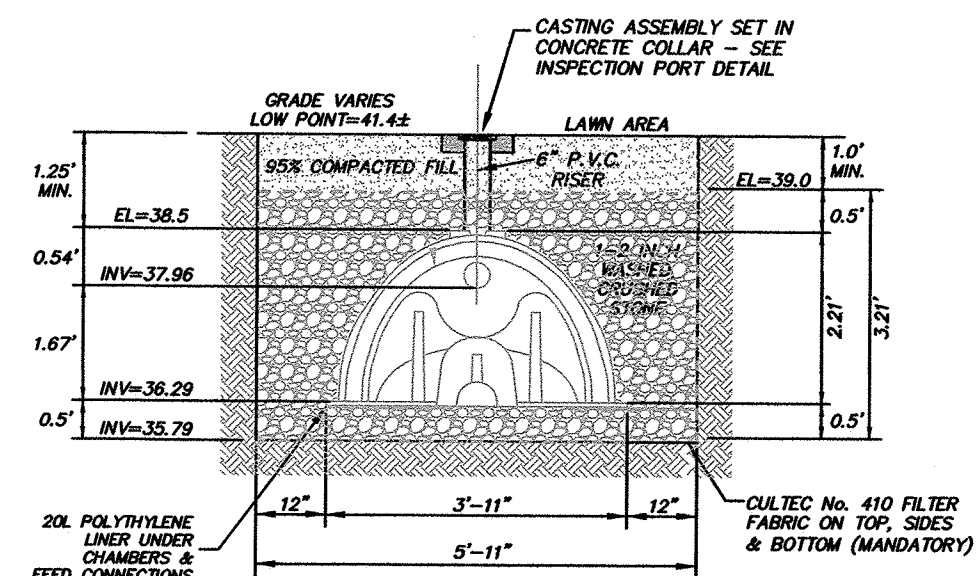 CASTING ASSEMBLY SET IN
CONCRETE COLLAR – SEE
INSPECTION PORT DETAIL
GRADE VARIES
LOW POINT=41.4±
LAWN AREA
1.25'
MIN.
95% COMPACTED FILL
6" P.V.C.
RISER
1.0'
MIN.
EL=39.0
EL=38.5
0.5'
0.54'
1–2 INCH
WASHED
CRUSHED
STONE
INV=37.96
2.21'
3.21'
1.67'
INV=36.29
0.5'
INV=35.79
0.5'
12"
3'-11"
12"
5'-11"
20L POLYTHYLENE
LINER UNDER
CHAMBERS &
FEED CONNECTIONS
CULTEC No. 410 FILTER
FABRIC ON TOP, SIDES
& BOTTOM (MANDATORY)